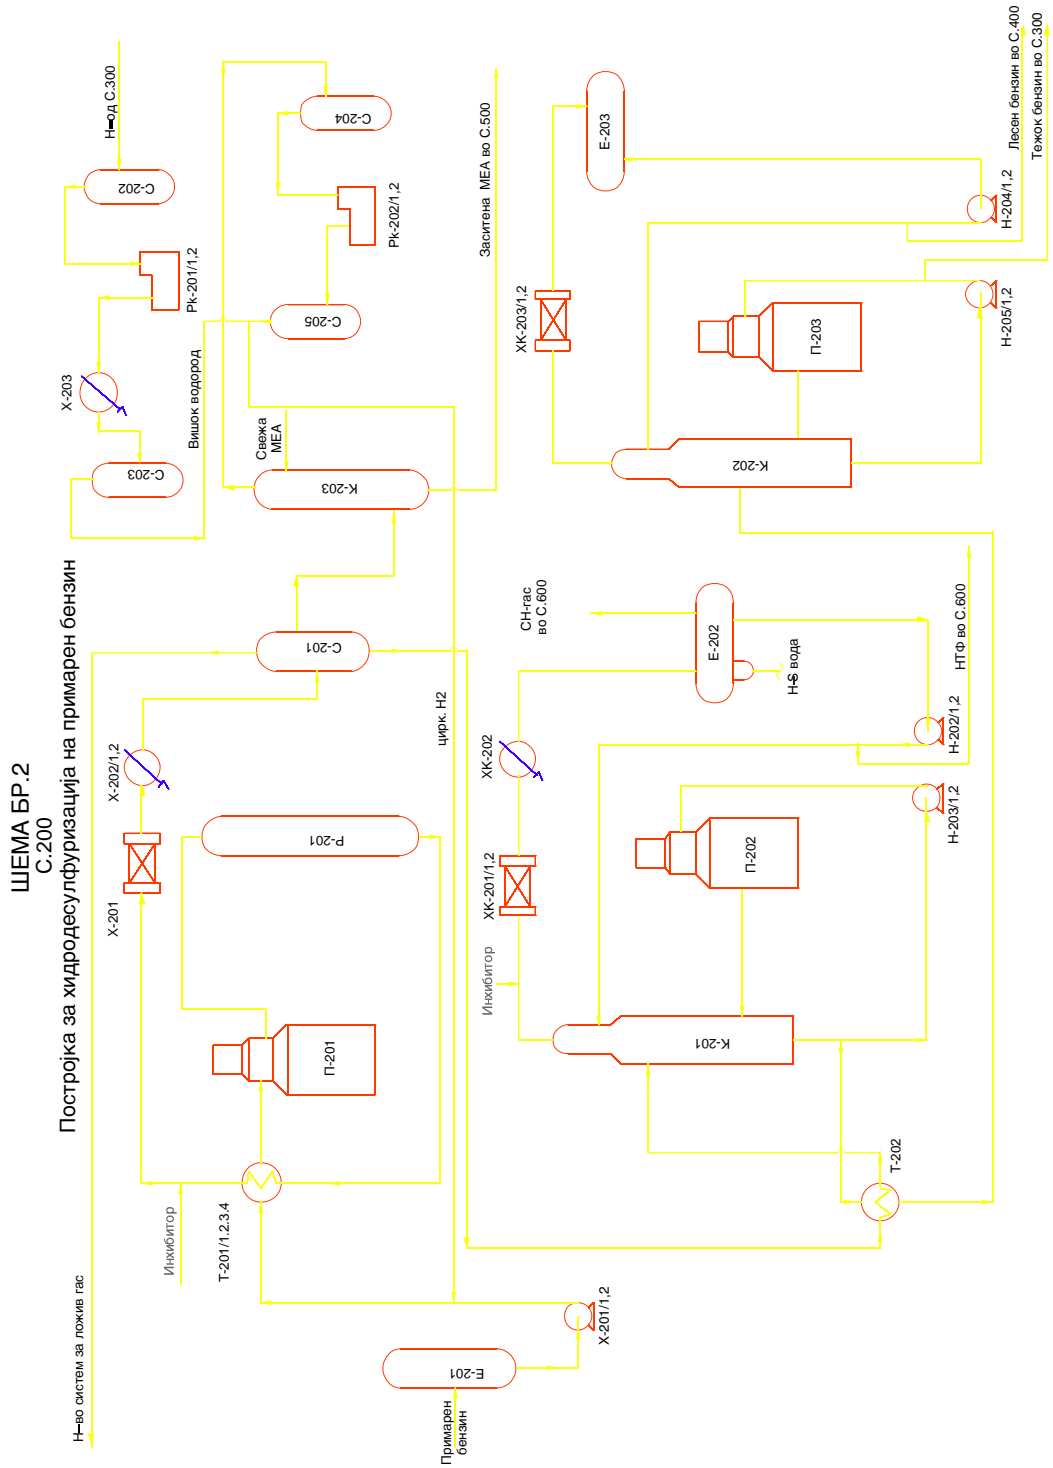 ШЕМА БР.2
С.200
Постројка за хидродесулфуризација на примарен бензин
Н-во систем за ложив гас
Н-од С.300
С-202
Рк-201/1,2
Х-203
С-203
Вишок водород
С-204
Рк-202/1,2
С-205
Свежа
МЕА
К-203
Заситена МЕА во С.500
С-201
Х-202/1,2
Х-201
Р-201
П-201
Инхибитор
Т-201/1.2.3.4
цирк. Н2
Примарен
бензин
Е-201
Х-201/1,2
Инхибитор
ХК-201/1,2
ХК-202
СН-гас
во С.600
Е-202
Н-S вода
К-201
П-202
Н-202/1,2
Н-203/1,2
НТФ во С.600
Т-202
ХК-203/1,2
Е-203
К-202
П-203
Н-204/1,2
Н-205/1,2
Лесен бензин во С.400
Тежок бензин во С.300